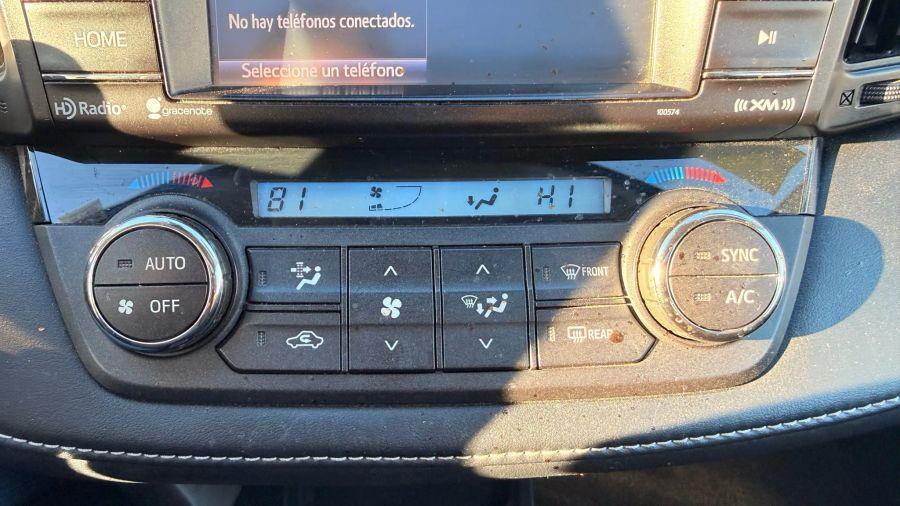 No hay teléfonos conectados.
HOME
Seleccione un teléfono
HD Radio
gracenote
100574
XM
81
HI
AUTO
OFF
FRONT
REAR
SYNC
A/C